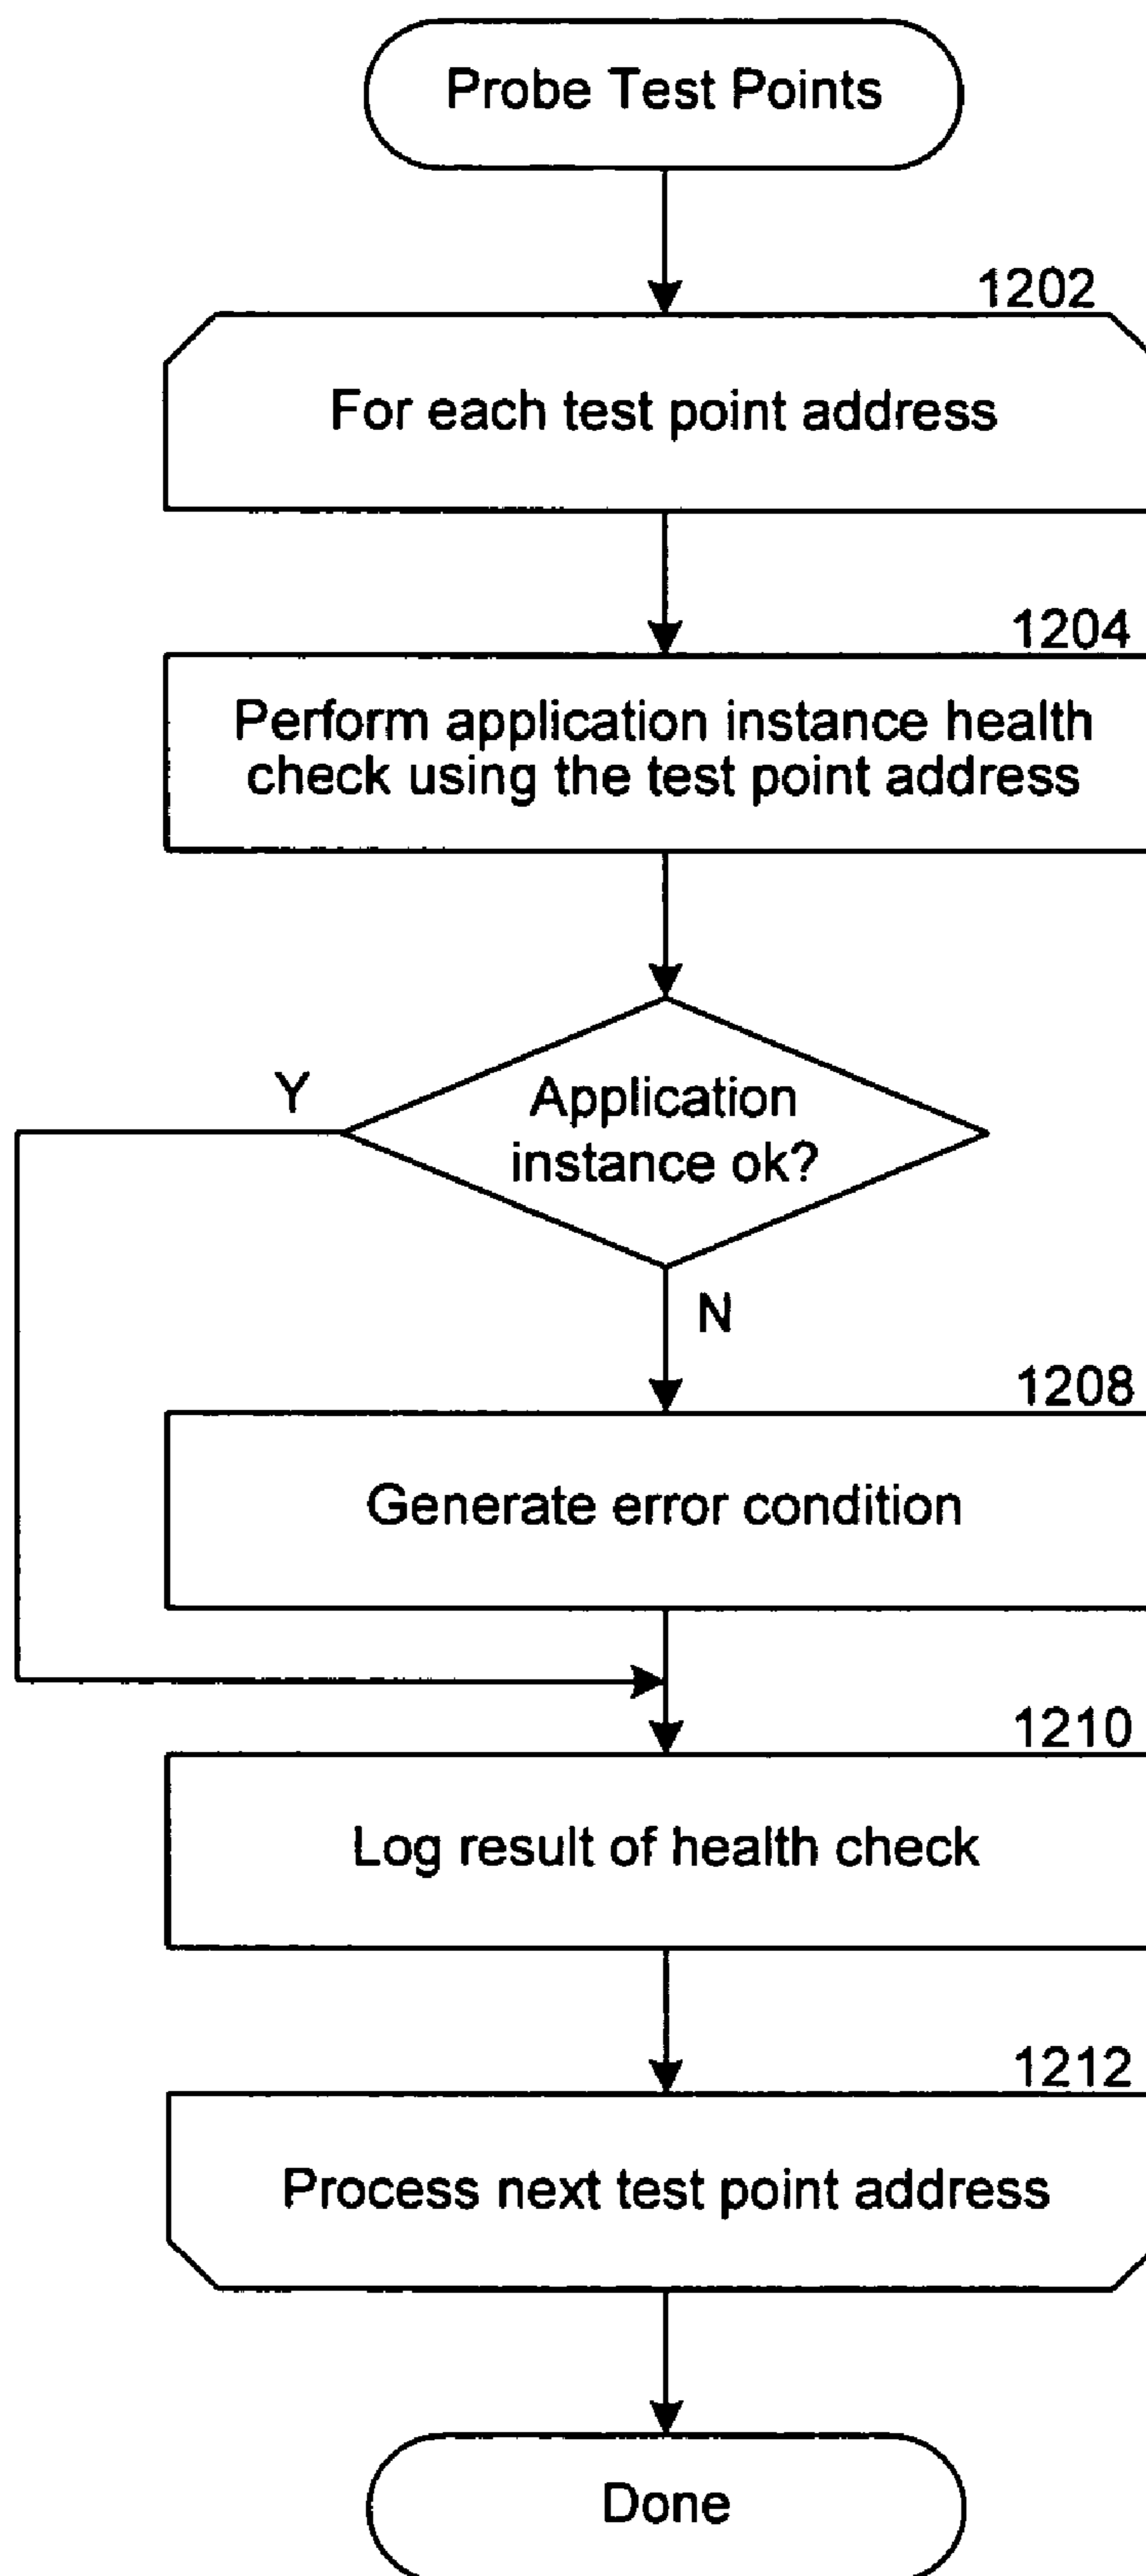 Probe Test Points
1202
For each test point address
1204
Perform application instance health
check using the test point address
Y
Application
instance ok?
N
1208
Generate error condition
1210
Log result of health check
1212
Process next test point address
Done